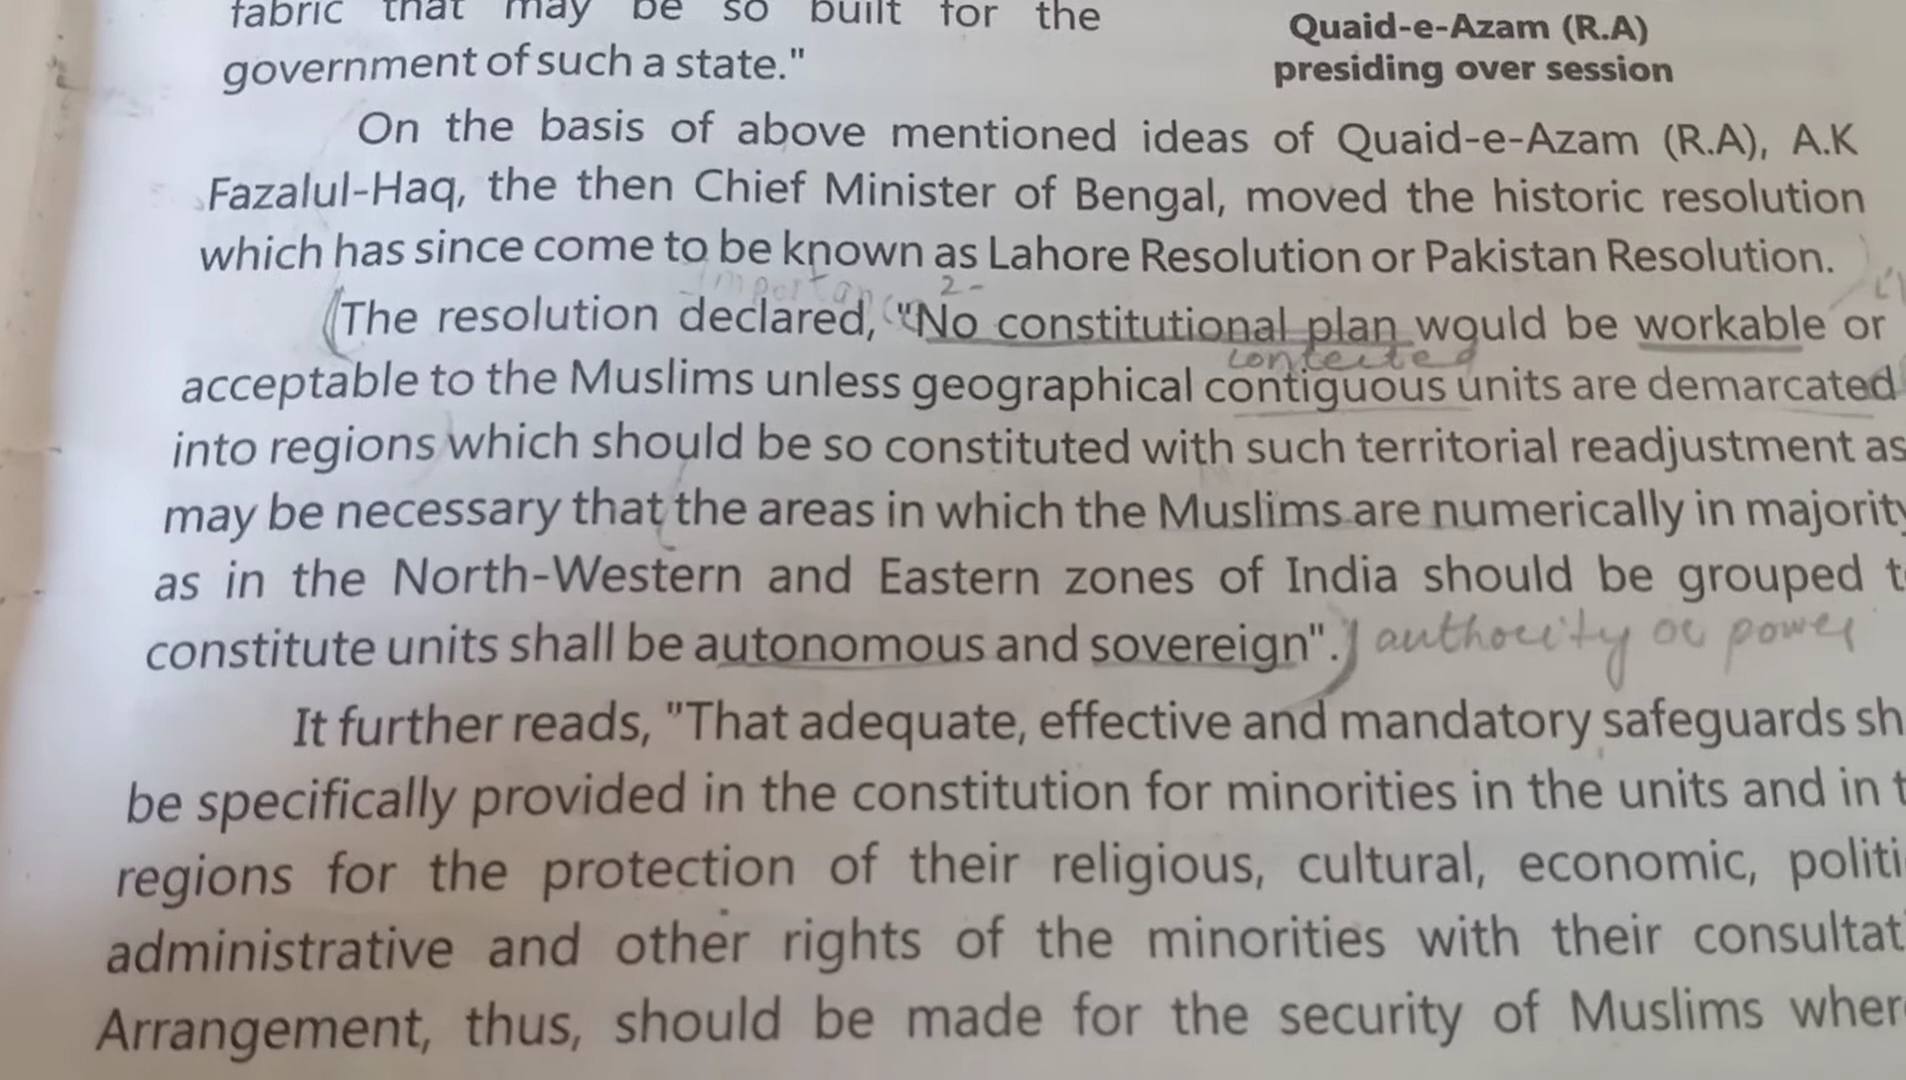 fabric that may be so built for the
government of such a state."
Quaid-e-Azam (R.A)
presiding over session
On the basis of above mentioned ideas of Quaid-e-Azam (R.A), A.K
Fazalul-Haq, the then Chief Minister of Bengal, moved the historic resolution
which has since come to be known as Lahore Resolution or Pakistan Resolution.
2-
(The resolution declared, "No constitutional plan would be workable or
acceptable to the Muslims unless geographical contiguous units are demarcated
into regions which should be so constituted with such territorial readjustment as
may be necessary that the areas in which the Muslims are numerically in majority
as in the North-Western and Eastern zones of India should be grouped
constitute units shall be autonomous and sovereign".) authority or power
It further reads, "That adequate, effective and mandatory safeguards
be specifically provided in the constitution for minorities in the units and in
regions for the protection of their religious, cultural, economic,
administrative and other rights of the minorities with their
Arrangement, thus, should be made for the security of Muslims